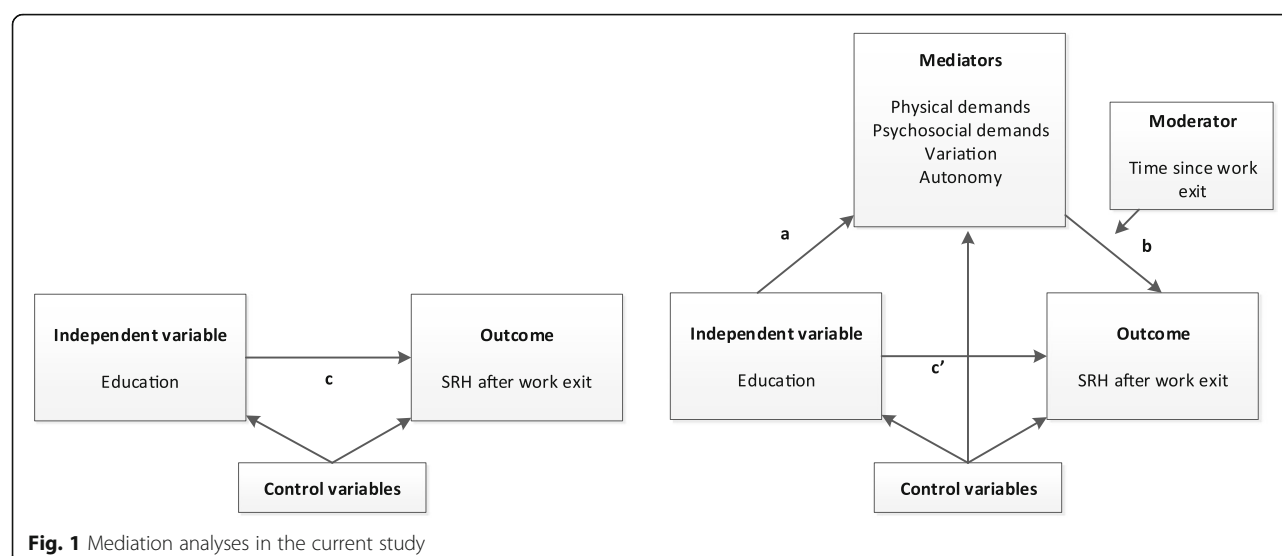 Independent variable
Education
c
Outcome
SRH after work exit
Control variables
Mediators
Physical demands
Psychosocial demands
Variation
Autonomy
Moderator
Time since work
exit
a
b
Independent variable
Education
c’
Outcome
SRH after work exit
Control variables
Fig. 1 Mediation analyses in the current study